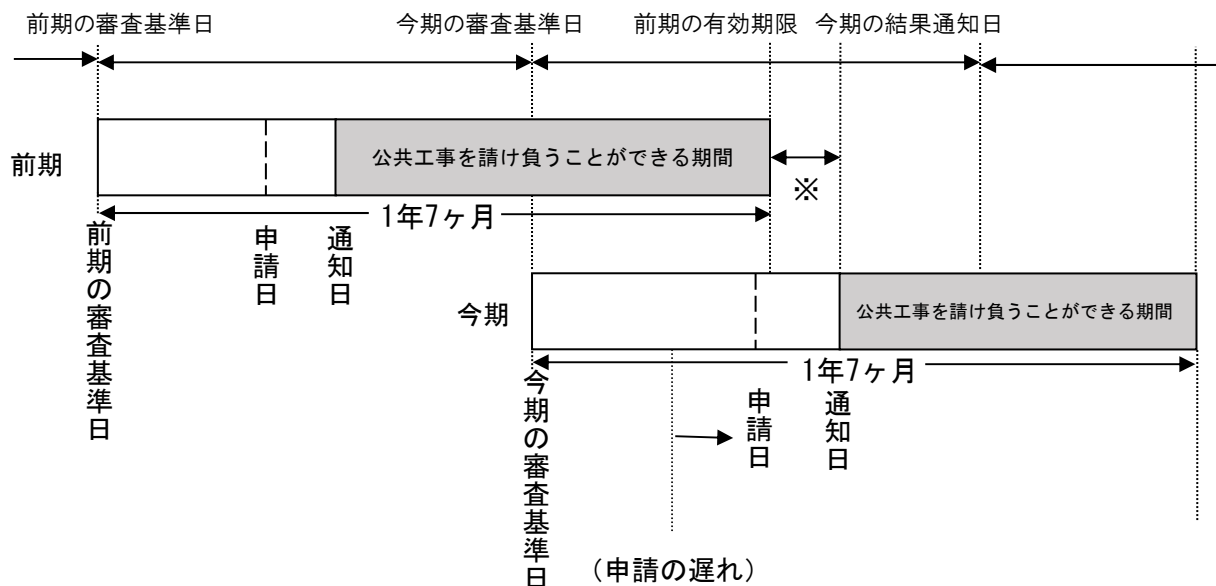 前期の審査基準日
今期の審査基準日
前期の有効期限
今期の結果通知日
前期
公共工事を請け負うことができる期間
※
1年7ヶ月
前期の審査基準日
申請日
通知日
今期
公共工事を請け負うことができる期間
1年7ヶ月
今期の審査基準日
申請日
通知日
（申請の遅れ）